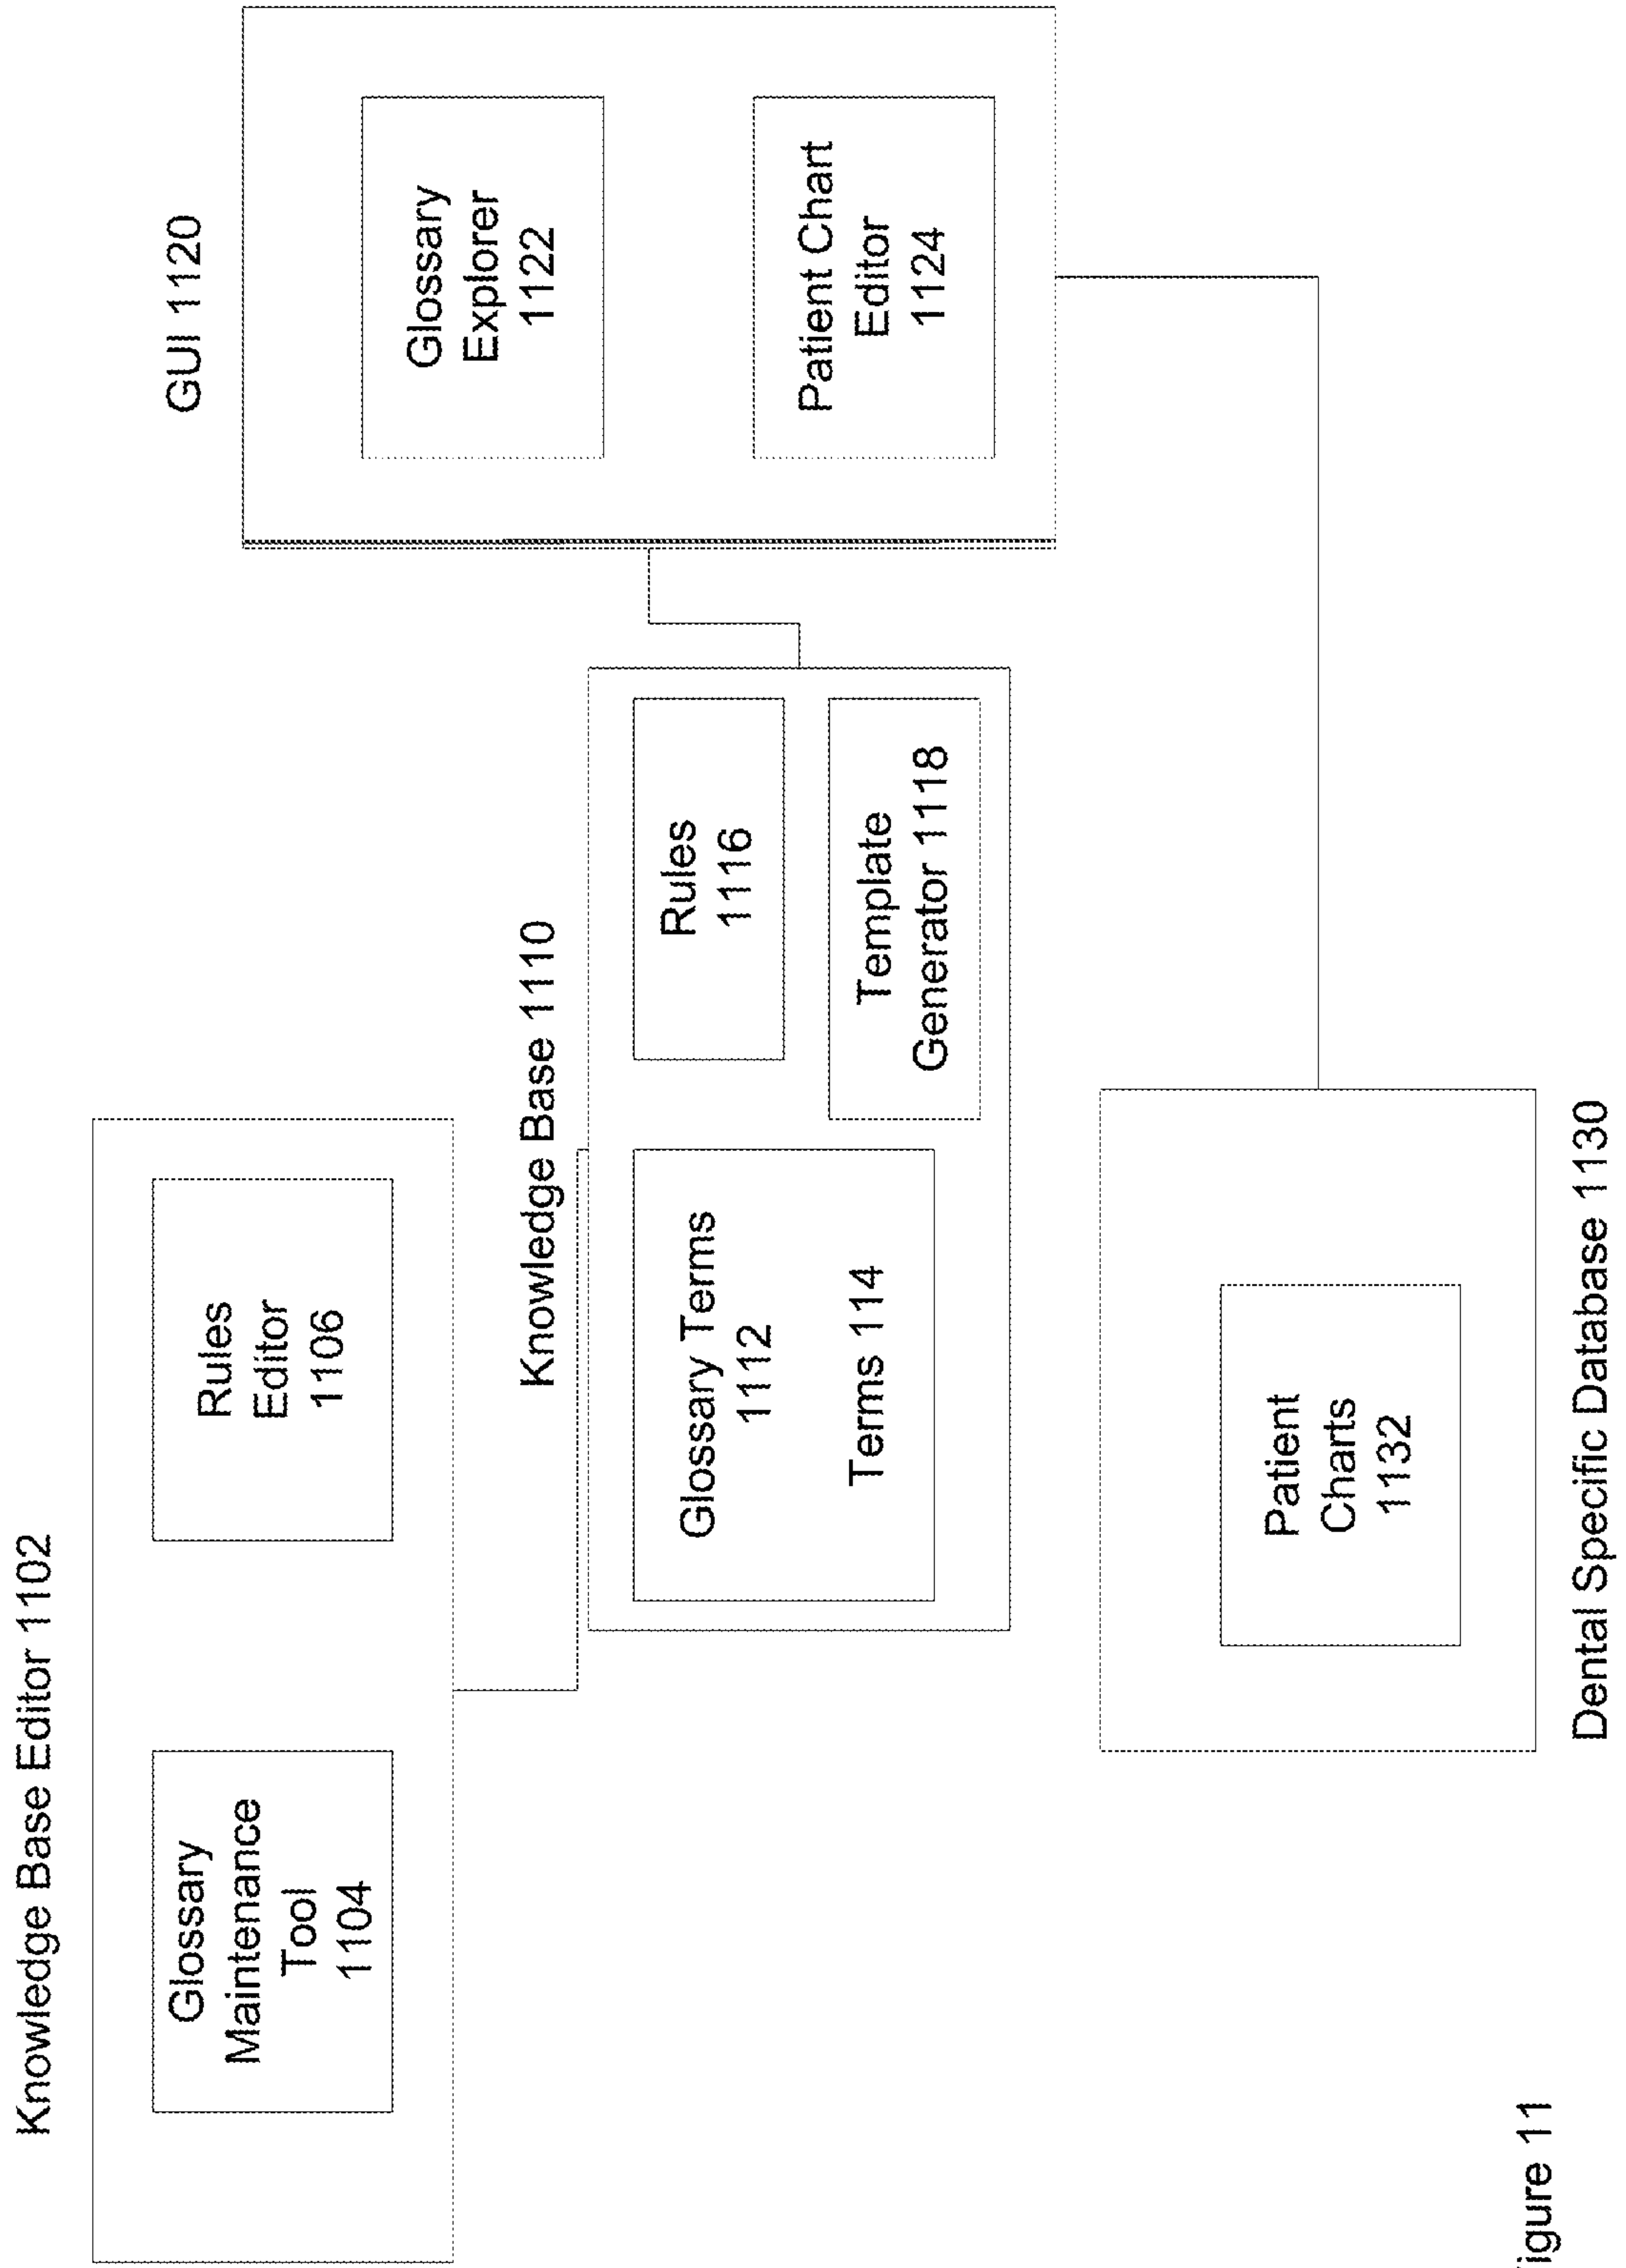 Knowledge Base Editor 1102
Glossary
Maintenance
Tool
1104
Rules
Editor
1106
Knowledge Base 1110
Glossary Terms
1112
Terms 114
Rules
1116
Template
Generator 1118
GUI 1120
Glossary
Explorer
1122
Patient Chart
Editor
1124
Patient
Charts
1132
Dental Specific Database 1130
igure 11